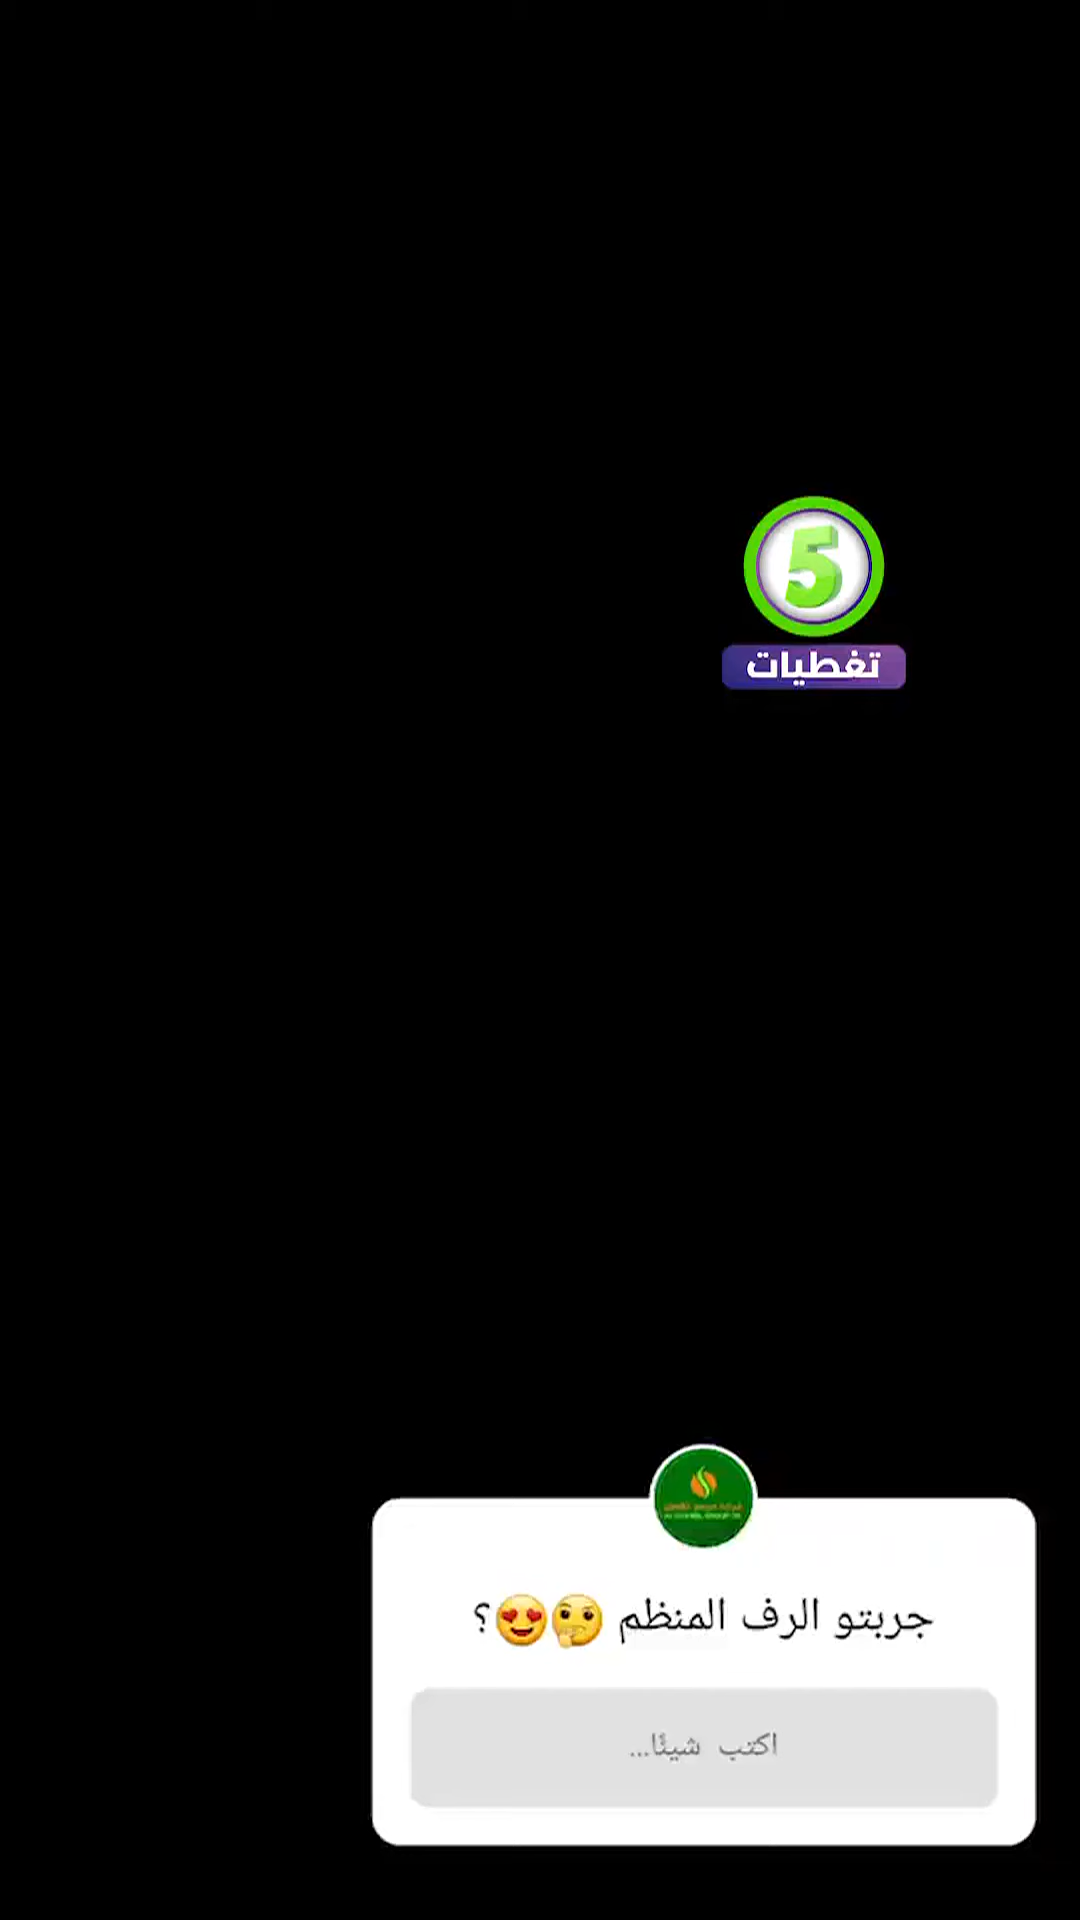 5
تغطيات
جربتو الرف المنظم 🤔😍؟
اكتب شيئًا...